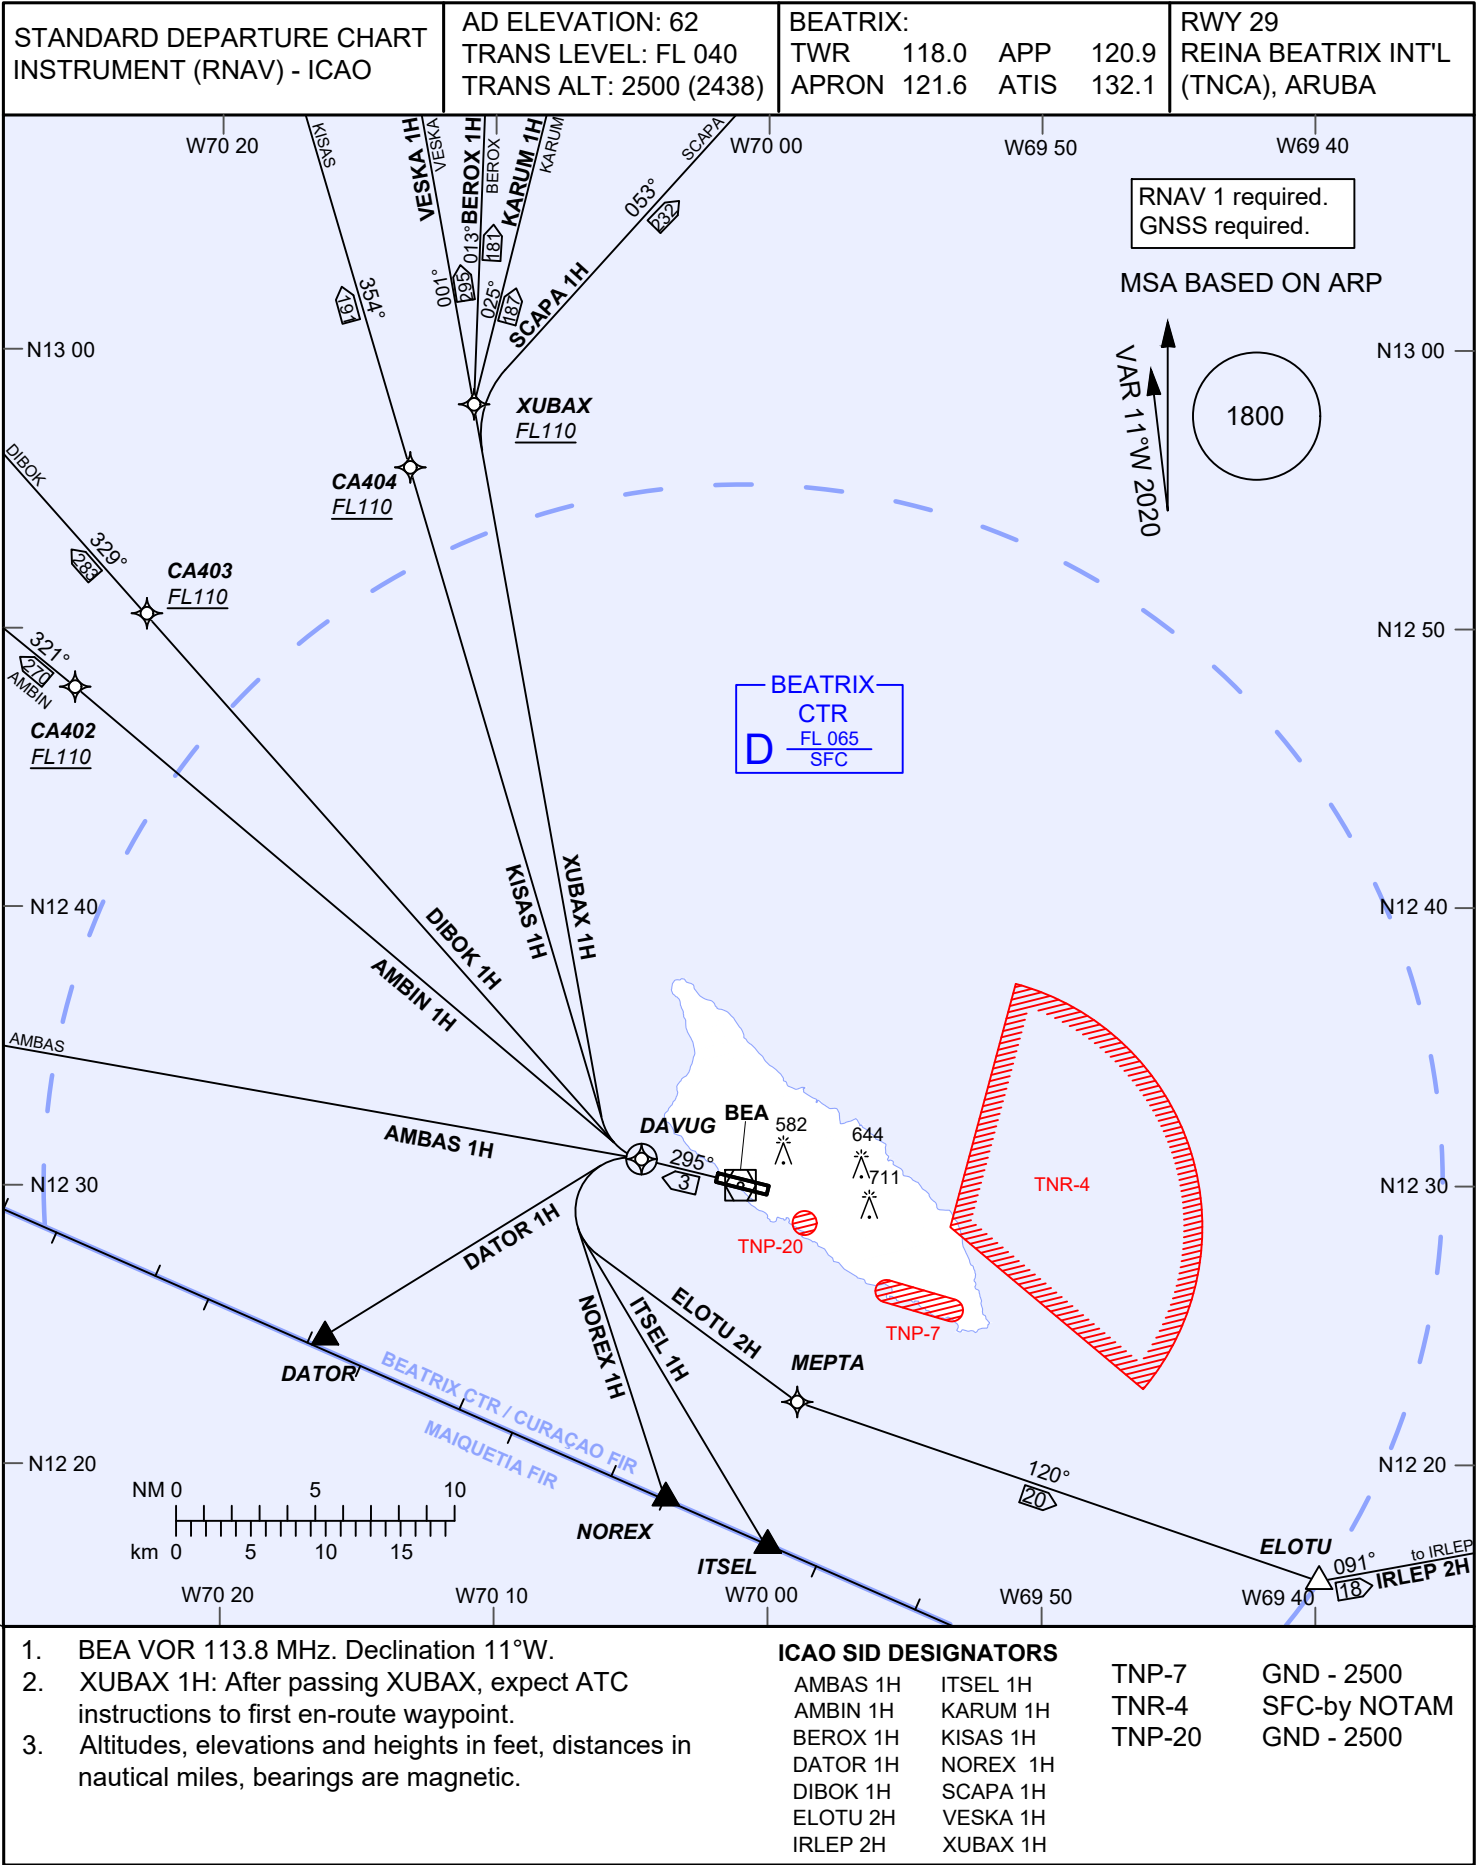 STANDARD DEPARTURE CHART
INSTRUMENT (RNAV) - ICAO
AD ELEVATION: 62
TRANS LEVEL: FL 040
TRANS ALT: 2500 (2438)
BEATRIX:
TWR 118.0 APP 120.9
APRON 121.6 ATIS 132.1
RWY 29
REINA BEATRIX INT'L
(TNCA), ARUBA
W70 20
W70 00
W69 50
W69 40
KISAS
VESKA 1H
VESKA
BEROX 1H
BEROX
KARUM 1H
KARUM
SCAPA
053°
232
RNAV 1 required.
GNSS required.
MSA BASED ON ARP
VAR 11°W 2020
1800
354°
191
001°
295
013°
181
025°
187
SCAPA 1H
N13 00
N13 00
XUBAX
FL110
CA404
FL110
DIBOK
329°
283
CA403
FL110
N12 50
321°
270
AMBIN
CA402
FL110
BEATRIX
CTR
D FL 065
SFC
KISAS 1H
XUBAX 1H
DIBOK 1H
AMBIN 1H
N12 40
N12 40
AMBAS
AMBAS 1H
DAVUG
BEA
295°
3
582
644
711
TNR-4
N12 30
N12 30
TNP-20
TNP-7
DATOR 1H
NOREX 1H
ITSEL 1H
ELOTU 2H
MEPTA
DATOR
BEATRIX CTR / CURAÇAO FIR
MAIQUETIA FIR
N12 20
N12 20
120°
20
NM 0 5 10
km 0 5 10 15
NOREX
ITSEL
ELOTU
091°
18
to IRLEP
IRLEP 2H
W70 20
W70 10
W70 00
W69 50
W69 40
1. BEA VOR 113.8 MHz. Declination 11°W.
2. XUBAX 1H: After passing XUBAX, expect ATC
instructions to first en-route waypoint.
3. Altitudes, elevations and heights in feet, distances in
nautical miles, bearings are magnetic.
ICAO SID DESIGNATORS
AMBAS 1H ITSEL 1H
AMBIN 1H KARUM 1H
BEROX 1H KISAS 1H
DATOR 1H NOREX 1H
DIBOK 1H SCAPA 1H
ELOTU 2H VESKA 1H
IRLEP 2H XUBAX 1H
TNP-7 GND - 2500
TNR-4 SFC-by NOTAM
TNP-20 GND - 2500